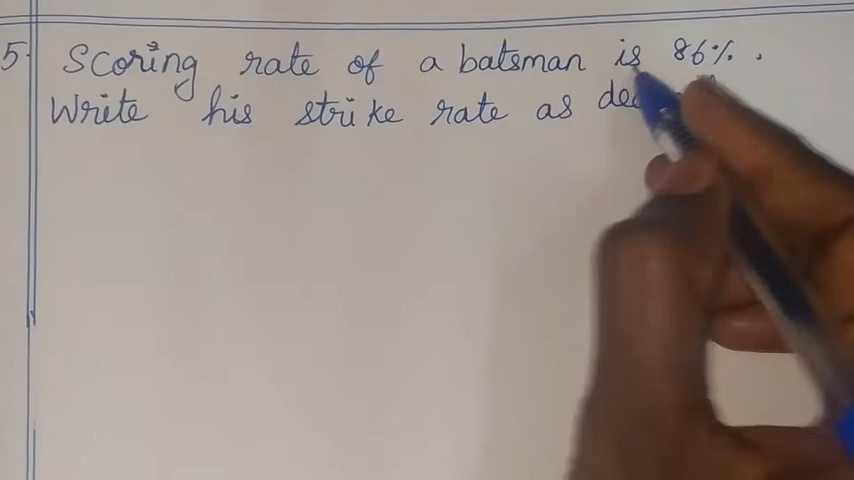 5. Scoring rate of a batsman is 86%.
Write his strike rate as